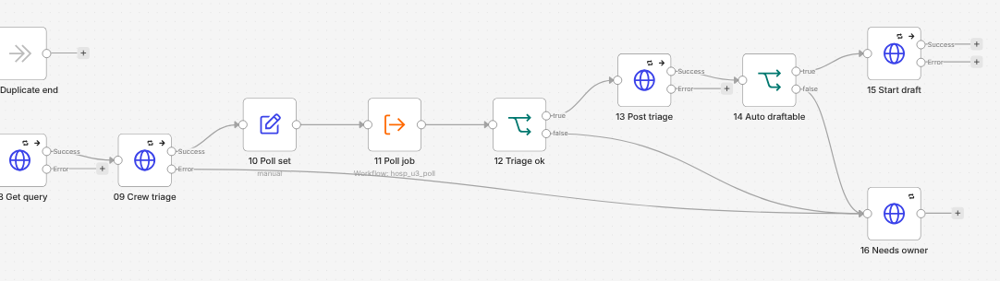 Duplicate end
Success
Error
8 Get query
Success
Error
09 Crew triage
10 Poll set
manual
11 Poll job
Workflow: hosp_u3_poll
true
false
12 Triage ok
Success
Error
13 Post triage
true
false
14 Auto draftable
Success
Error
15 Start draft
16 Needs owner